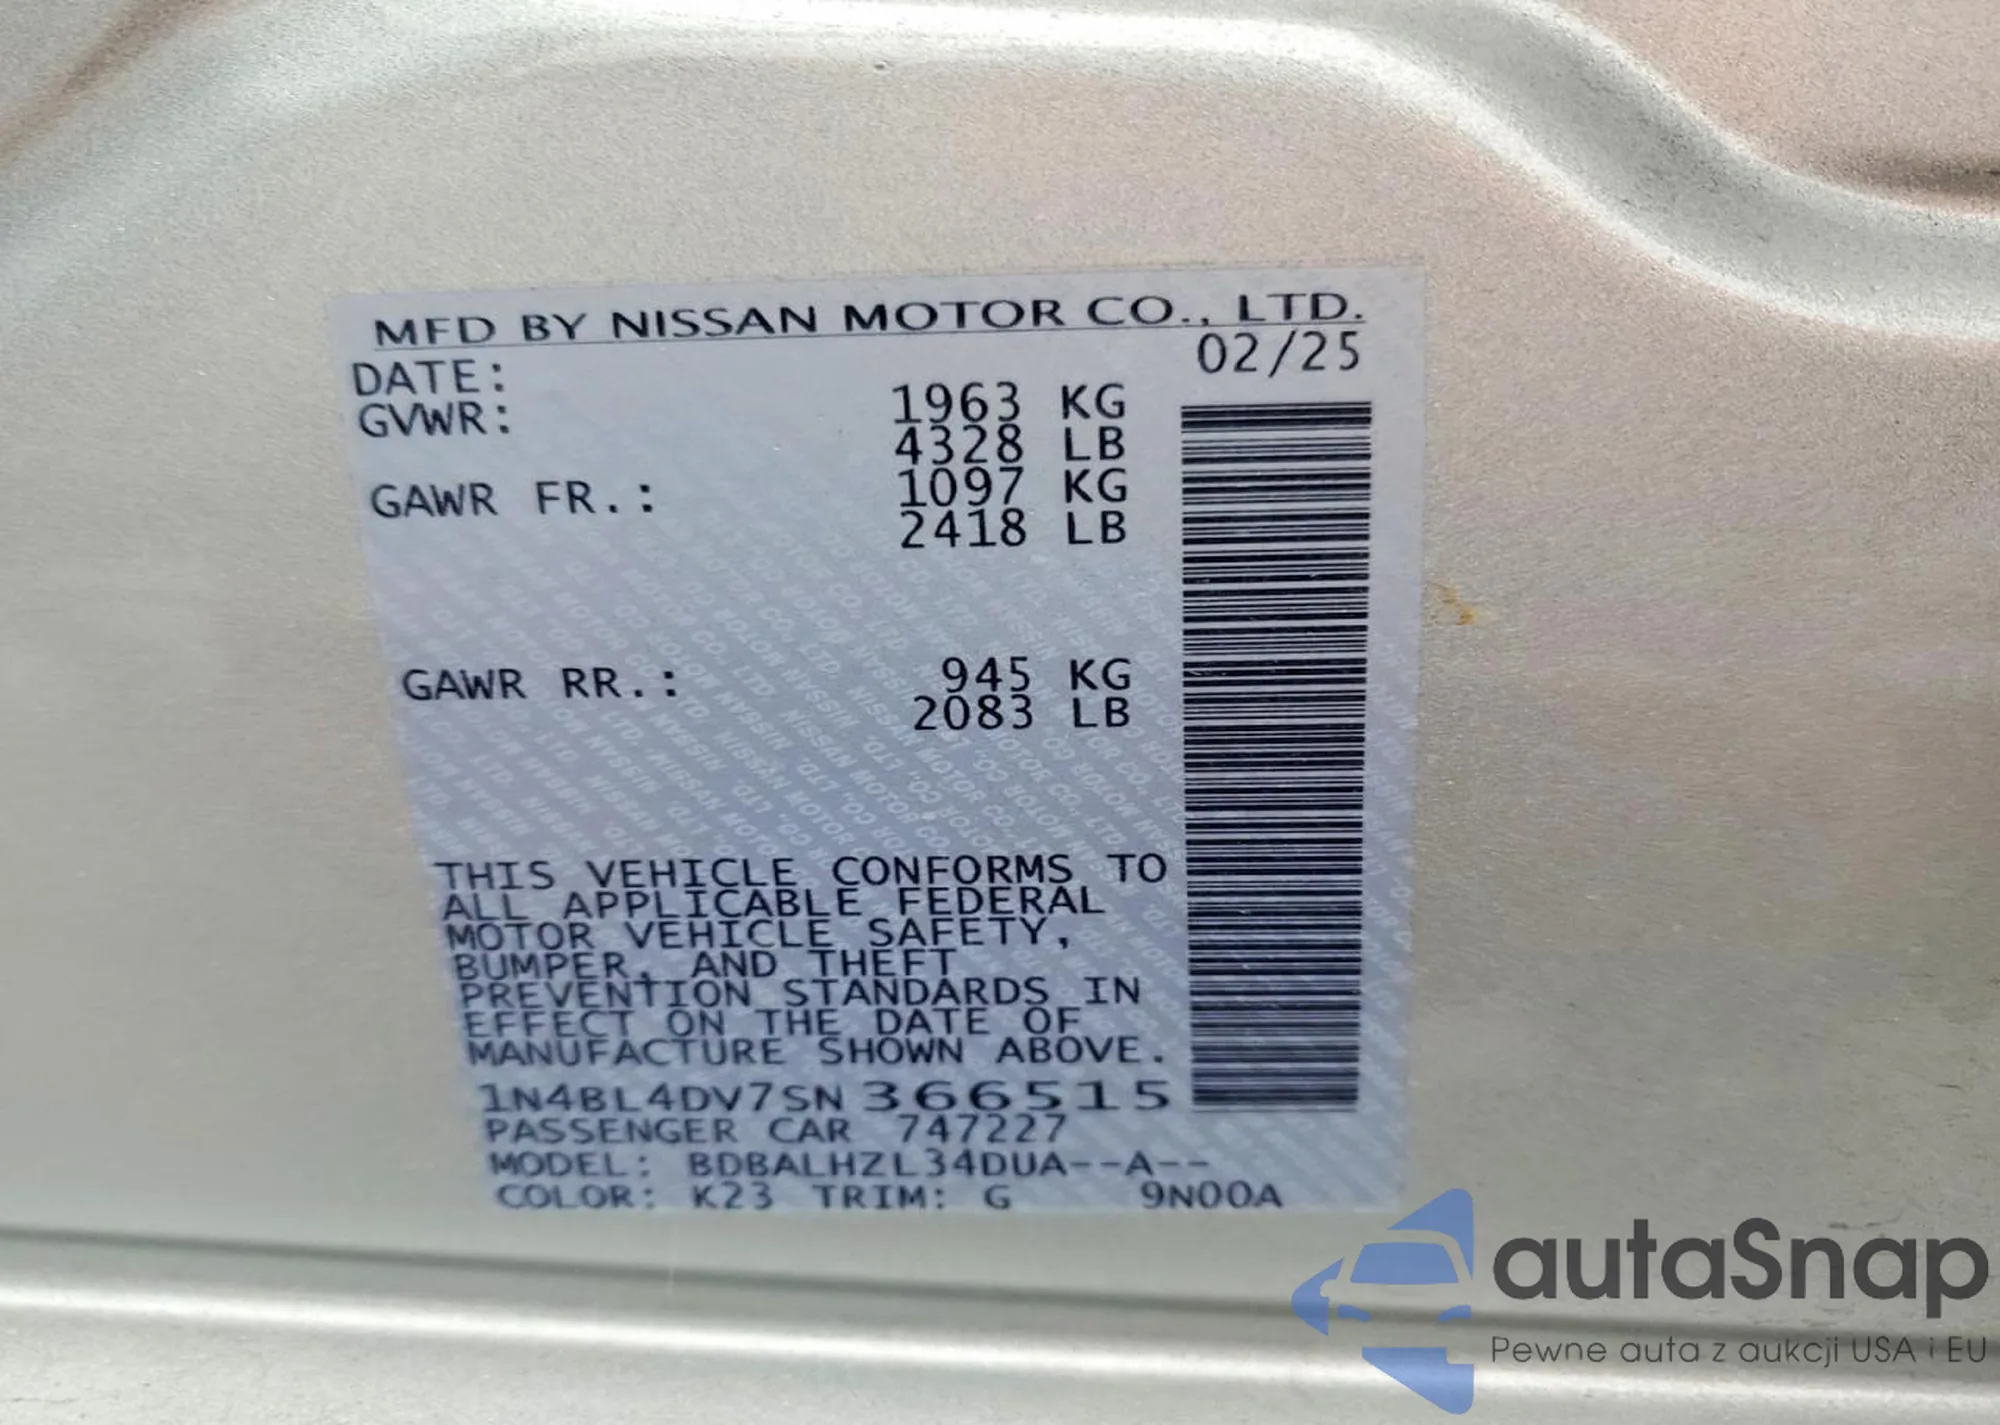 MFD BY NISSAN MOTOR CO., LTD.
DATE: 02/25
GVWR: 1963 KG
4328 LB
GAWR FR.: 1097 KG
2418 LB
GAWR RR.: 945 KG
2083 LB
THIS VEHICLE CONFORMS TO
ALL APPLICABLE FEDERAL
MOTOR VEHICLE SAFETY,
BUMPER, AND THEFT
PREVENTION STANDARDS IN
EFFECT ON THE DATE OF
MANUFACTURE SHOWN ABOVE.
1N4BL4DV7SN366515
PASSENGER CAR 747227
MODEL: BDBALHZL34DUA--A--
COLOR: K23 TRIM: G 9N00A
autaSnap
Pewne auta z aukcji USA i EU